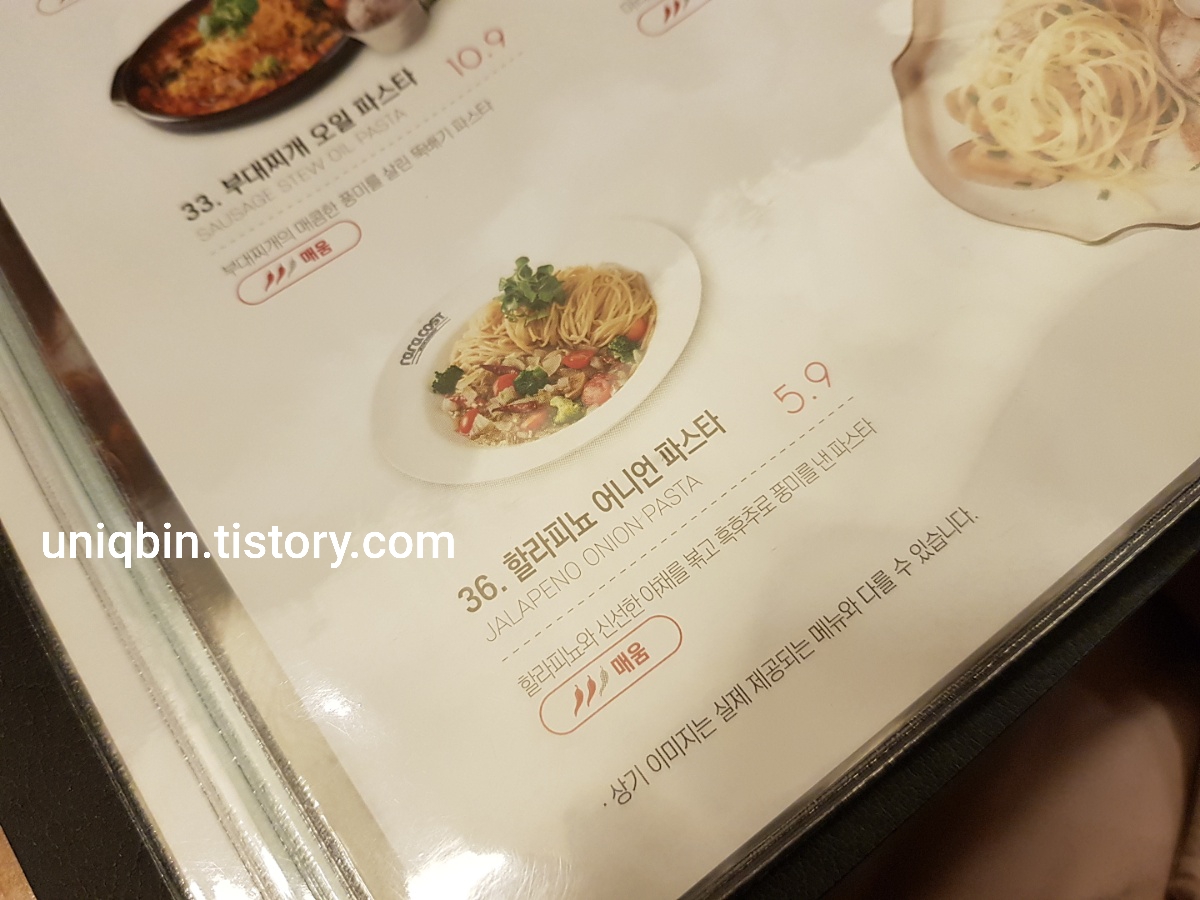 10.9
33. 부대찌개 오일 파스타
SAUSAGE STEW OIL PASTA
부대찌개의 매콤한 풍미를 살린 뚝배기 파스타
매움
rara.COST
5.9
36. 할라피뇨 어니언 파스타
JALAPENO ONION PASTA
할라피뇨와 신선한 야채를 볶고 흑후추로 풍미를 낸 파스타
매움
· 상기 이미지는 실제 제공되는 메뉴와 다를 수 있습니다.
uniqbin.tistory.com